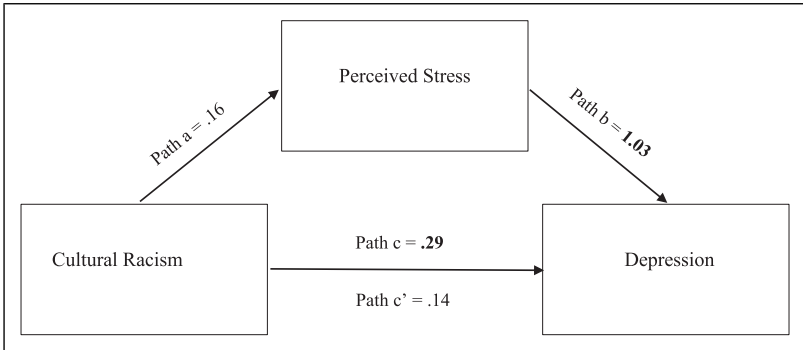 Perceived Stress
Path a = .16
Path b = 1.03
Cultural Racism
Path c = .29
Path c’ = .14
Depression